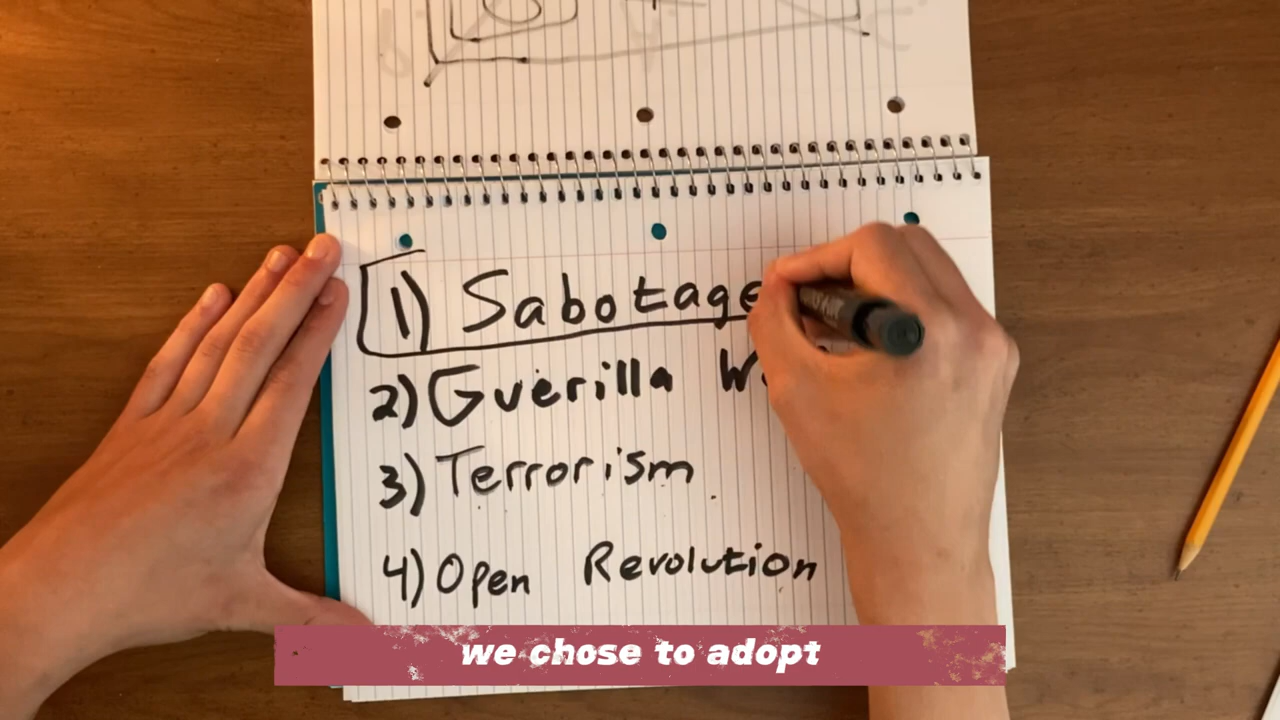 1) Sabotage
2) Guerilla
3) Terrorism
4) Open Revolution
we chose to adopt